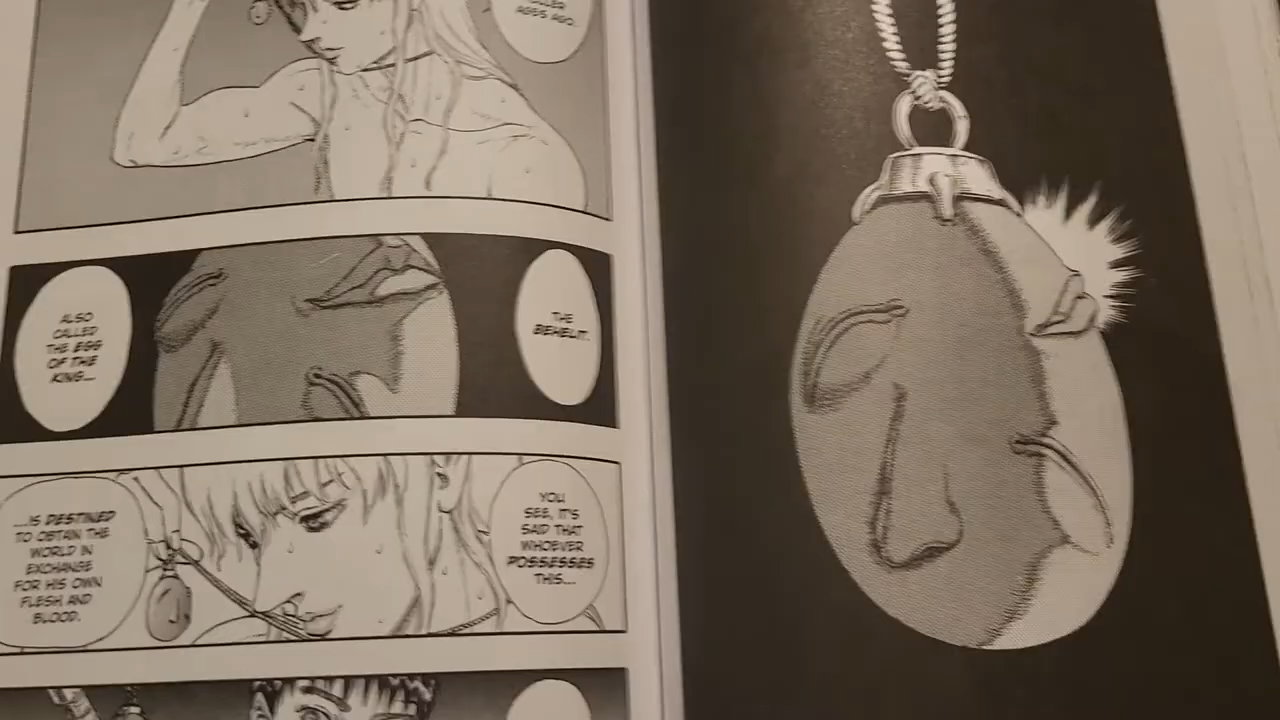 AGES AGO.
THE
BEHELIT.
ALSO
CALLED
THE EGG
OF THE
KING...
YOU
SEE, IT'S
SAID THAT
WHOEVER
POSSESSES
THIS...
...IS DESTINED
TO OBTAIN THE
WORLD IN
EXCHANGE
FOR HIS OWN
FLESH AND
BLOOD.